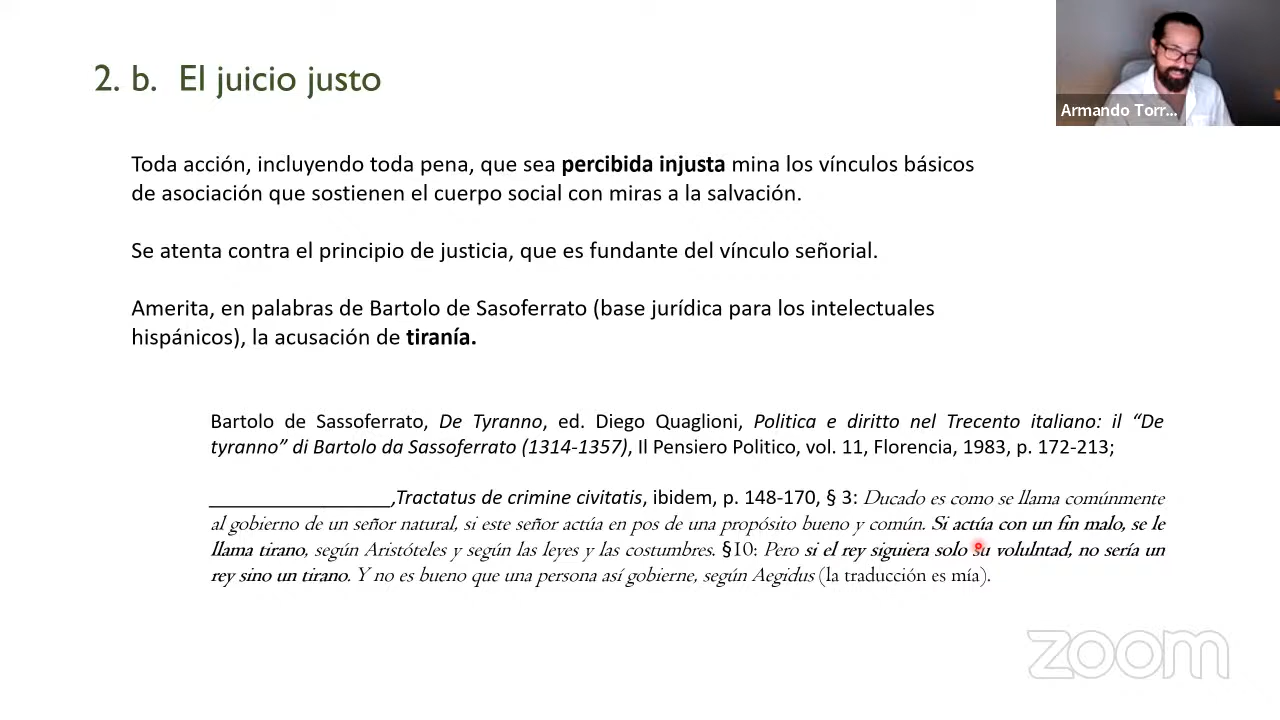 2. b. El juicio justo
Armando Torr...
Toda acción, incluyendo toda pena, que sea percibida injusta mina los vínculos básicos
de asociación que sostienen el cuerpo social con miras a la salvación.
Se atenta contra el principio de justicia, que es fundante del vínculo señorial.
Amerita, en palabras de Bartolo de Sasoferrato (base jurídica para los intelectuales
hispánicos), la acusación de tiranía.
Bartolo de Sassoferrato, De Tyranno, ed. Diego Quaglioni, Politica e diritto nel Trecento italiano: il “De
tyranno” di Bartolo da Sassoferrato (1314-1357), Il Pensiero Politico, vol. 11, Florencia, 1983, p. 172-213;
_________________,Tractatus de crimine civitatis, ibidem, p. 148-170, § 3: Ducado es como se llama comúnmente
al gobierno de un señor natural, si este señor actúa en pos de una propósito bueno y común. Si actúa con un fin malo, se le
llama tirano, según Aristóteles y según las leyes y las costumbres. §10: Pero si el rey siguiera solo su volulntad, no sería un
rey sino un tirano. Y no es bueno que una persona así gobierne, según Aegidus (la traducción es mía).
zoom